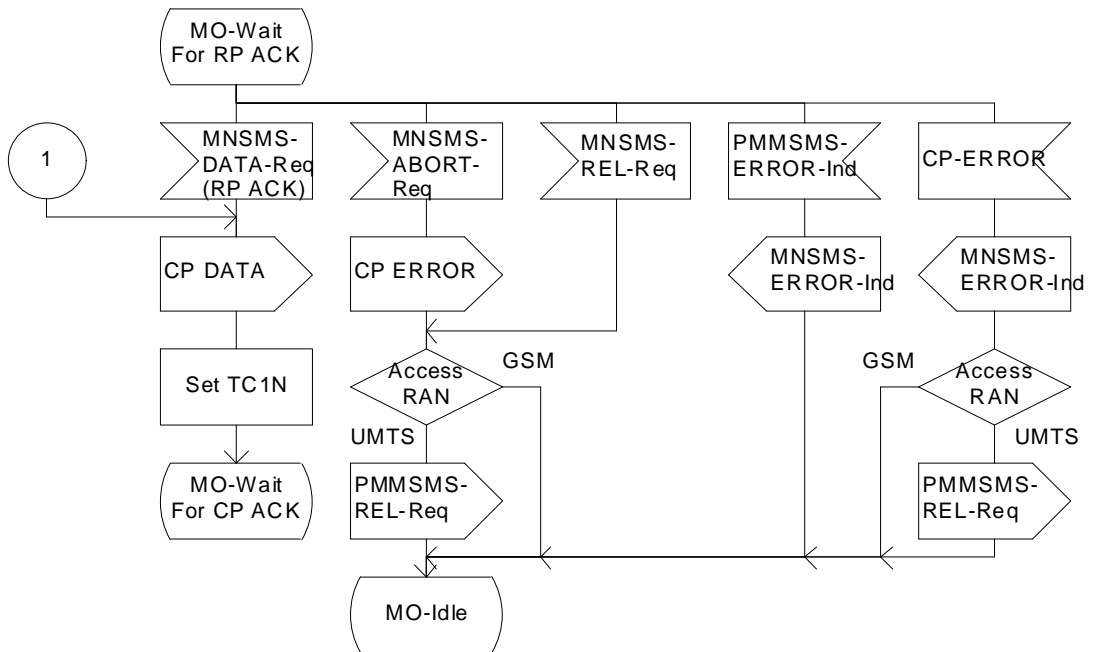 MO-Wait
For RP ACK
1
MNSMS-
DATA-Req
(RP ACK)
MNSMS-
ABORT-
Req
MNSMS-
REL-Req
PMMSMS-
ERROR-Ind
CP-ERROR
CP DATA
CP ERROR
MNSMS-
ERROR-Ind
MNSMS-
ERROR-Ind
Set TC1N
Access
RAN
GSM
UMTS
GSM
Access
RAN
UMTS
MO-Wait
For CP ACK
PMMSMS-
REL-Req
PMMSMS-
REL-Req
MO-Idle